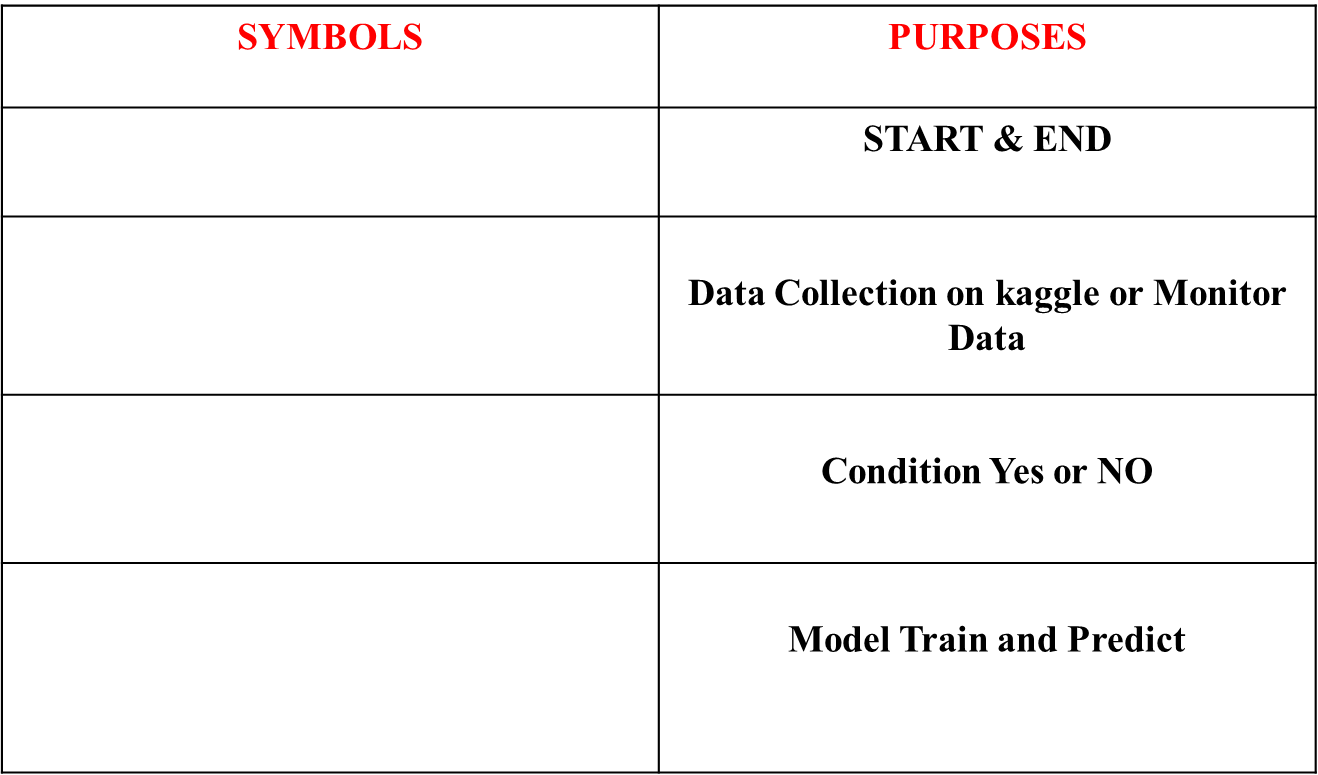 SYMBOLS
PURPOSES
START & END
Data Collection on kaggle or Monitor
Data
Condition Yes or NO
Model Train and Predict